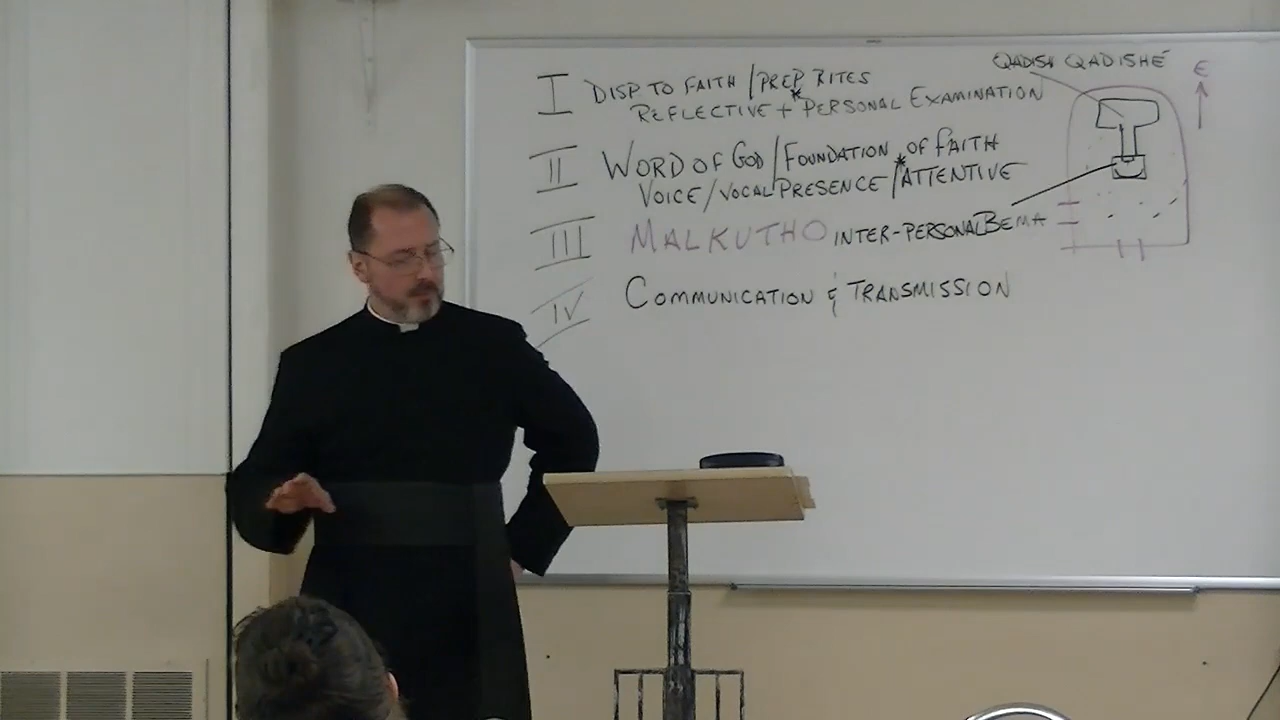 QADISH QADISHÉ
E
I DISP TO FAITH / PREP RITES
REFLECTIVE + *PERSONAL EXAMINATION
II WORD OF GOD / FOUNDATION OF FAITH
VOICE / VOCAL PRESENCE / *ATTENTIVE
III MALKUTHO INTER-PERSONAL BEMA
IV COMMUNICATION & TRANSMISSION